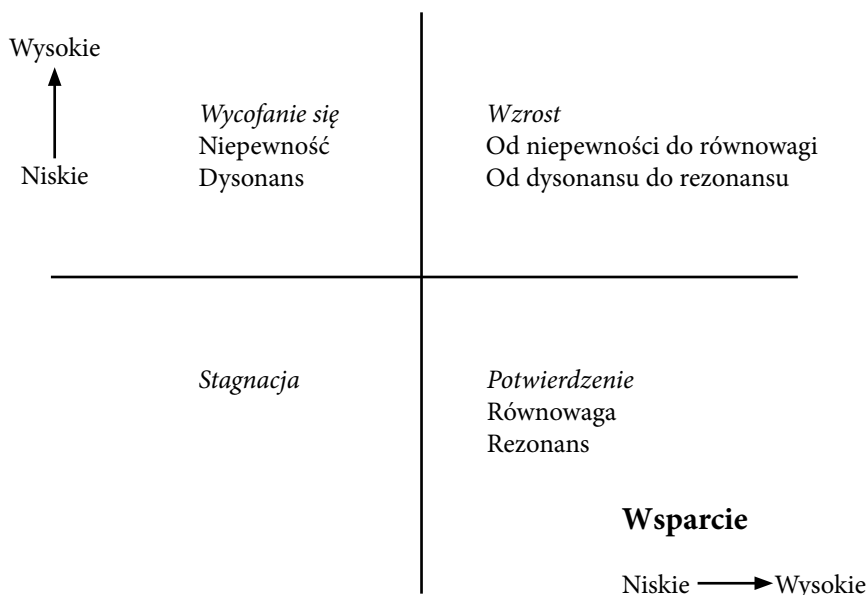 Wysokie
Niskie
Wycofanie się
Niepewność
Dysonans
Wzrost
Od niepewności do równowagi
Od dysonansu do rezonansu
Stagnacja
Potwierdzenie
Równowaga
Rezonans
Wsparcie
Niskie Wysokie